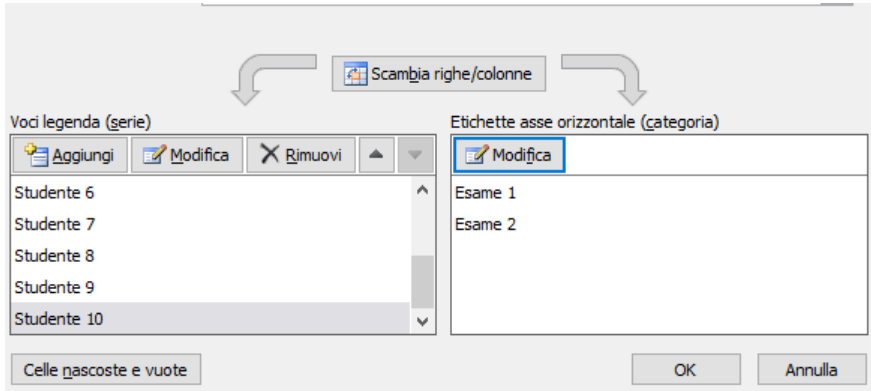 Scambia righe/colonne
Voci legenda (serie)
Etichette asse orizzontale (categoria)
Aggiungi Modifica Rimuovi
Modifica
Studente 6
Studente 7
Studente 8
Studente 9
Studente 10
Esame 1
Esame 2
Celle nascoste e vuote
OK Annulla